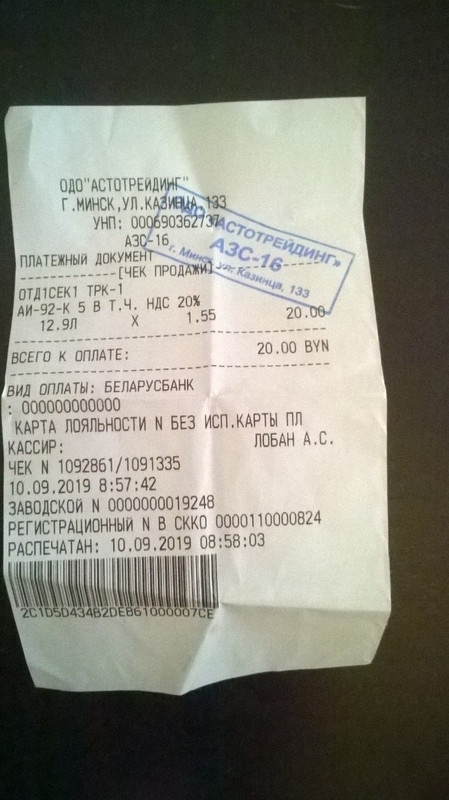 ОДО"АСТОТРЕЙДИНГ"
Г.МИНСК,УЛ.КАЗИНЦА,133
УНП: 000690362737
АЗС-16
ОДО «АСТОТРЕЙДИНГ»
АЗС-16
г. Минск ул. Казинца, 133
ПЛАТЕЖНЫЙ ДОКУМЕНТ
------------[ЧЕК ПРОДАЖИ]------------
ОТД1СЕК1 ТРК-1
АИ-92-К 5 В Т.Ч. НДС 20%
12.9Л X 1.55 20.00
ВСЕГО К ОПЛАТЕ: 20.00 BYN
ВИД ОПЛАТЫ: БЕЛАРУСБАНК
: 000000000000
КАРТА ЛОЯЛЬНОСТИ N БЕЗ ИСП.КАРТЫ ПЛ
КАССИР: ЛОБАН А.С.
ЧЕК N 1092861/1091335
10.09.2019 8:57:42
ЗАВОДСКОЙ N 0000000019248
РЕГИСТРАЦИОННЫЙ N В СККО 0000110000824
РАСПЕЧАТАН: 10.09.2019 08:58:03
2C1D5D434B2DEB61000007CE